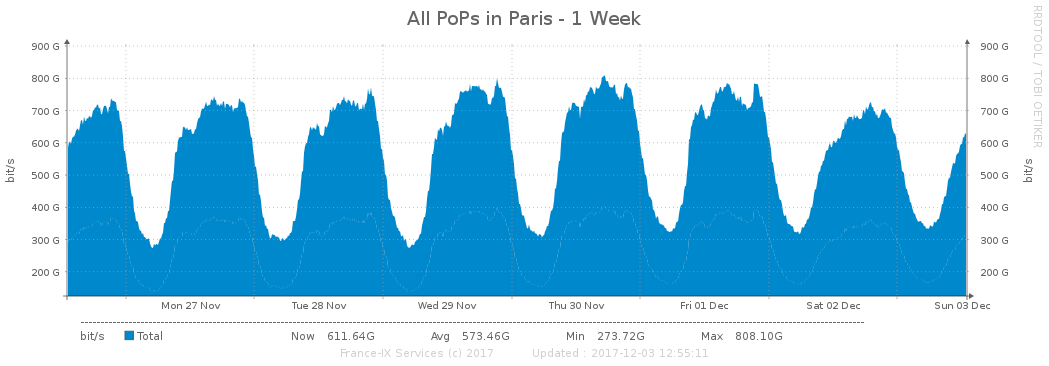 All PoPs in Paris - 1 Week
RRDTOOL / TOBI OETIKER
900 G 900 G
800 G 800 G
700 G 700 G
600 G 600 G
500 G 500 G
400 G 400 G
300 G 300 G
200 G 200 G
bit/s bit/s
Mon 27 Nov Tue 28 Nov Wed 29 Nov Thu 30 Nov Fri 01 Dec Sat 02 Dec Sun 03 Dec
bit/s Total Now 611.64G Avg 573.46G Min 273.72G Max 808.10G
France-IX Services (c) 2017 Updated : 2017-12-03 12:55:11